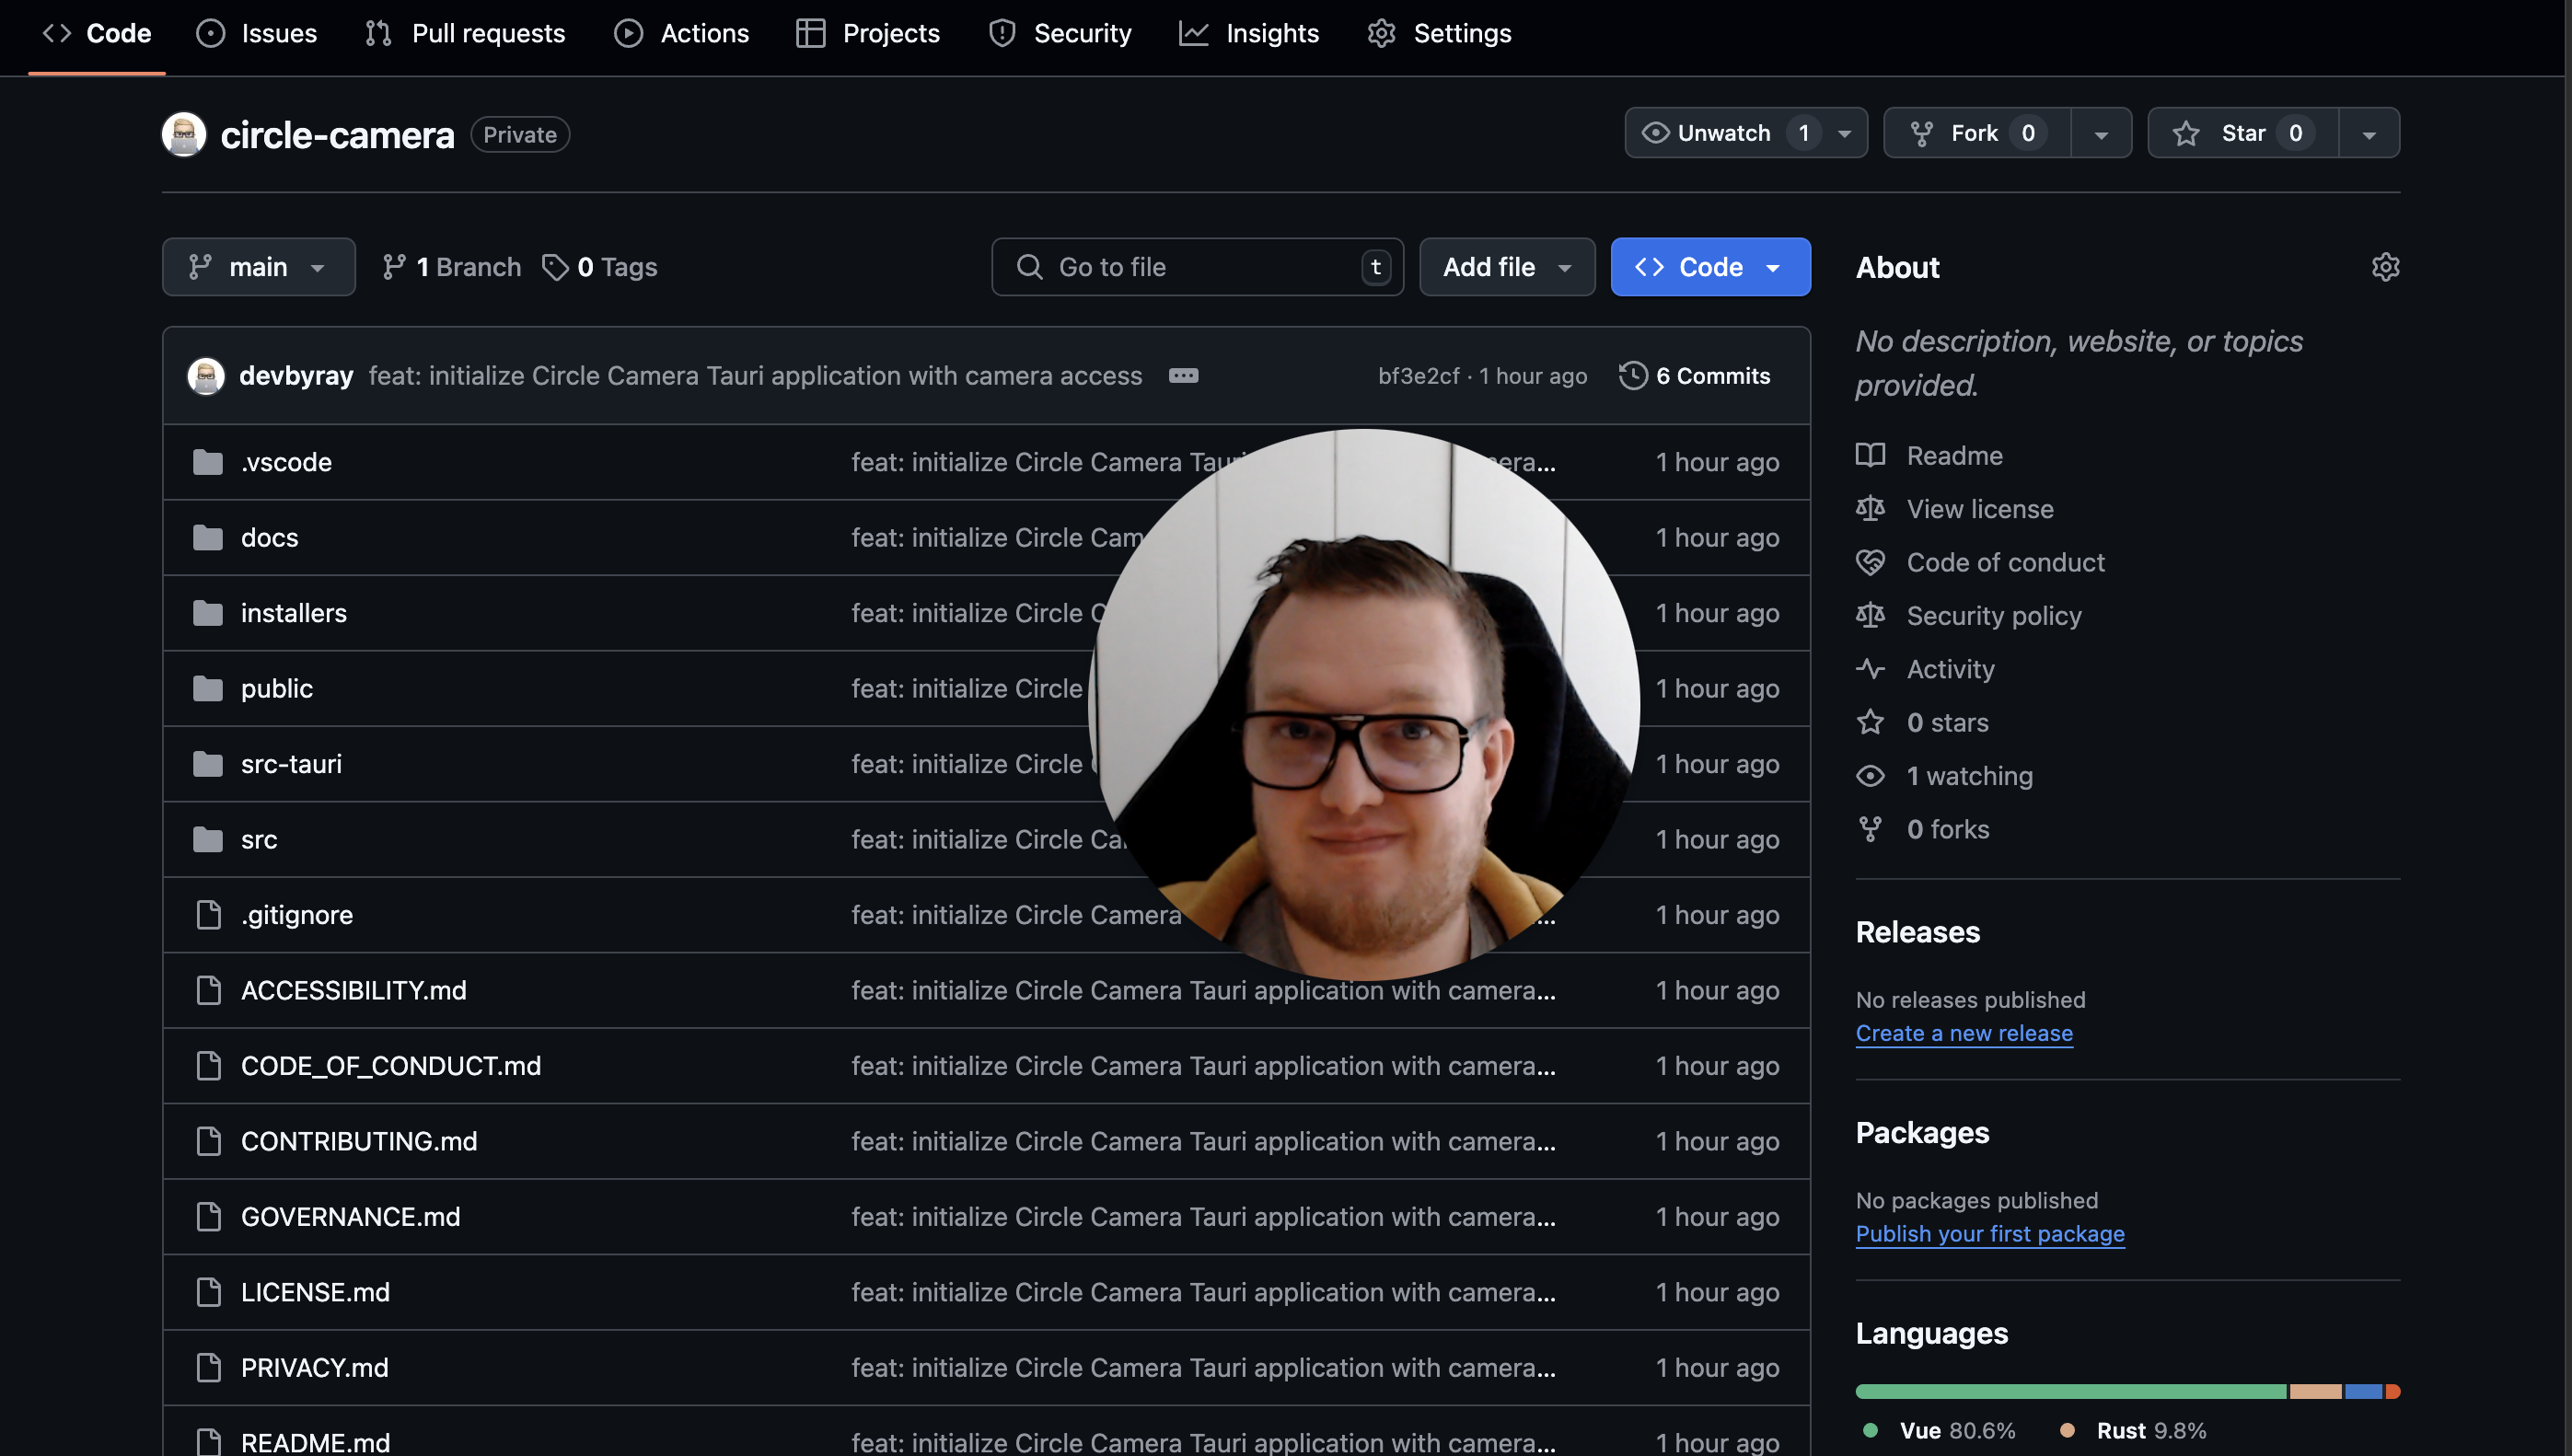 Code Issues Pull requests Actions Projects Security Insights Settings
circle-camera Private Unwatch 1 Fork 0 Star 0
main 1 Branch 0 Tags Go to file t Add file Code
devbyray feat: initialize Circle Camera Tauri application with camera access bf3e2cf · 1 hour ago 6 Commits
.vscode feat: initialize Circle Camera 1 hour ago
docs feat: initialize Circle 1 hour ago
installers feat: initialize Circle 1 hour ago
public feat: initialize Circle 1 hour ago
src-tauri feat: initialize Circle 1 hour ago
src feat: initialize Circle 1 hour ago
.gitignore feat: initialize Circle Camera ... 1 hour ago
ACCESSIBILITY.md feat: initialize Circle Camera Tauri application with camera... 1 hour ago
CODE_OF_CONDUCT.md feat: initialize Circle Camera Tauri application with camera... 1 hour ago
CONTRIBUTING.md feat: initialize Circle Camera Tauri application with camera... 1 hour ago
GOVERNANCE.md feat: initialize Circle Camera Tauri application with camera... 1 hour ago
LICENSE.md feat: initialize Circle Camera Tauri application with camera... 1 hour ago
PRIVACY.md feat: initialize Circle Camera Tauri application with camera... 1 hour ago
README.md feat: initialize Circle Camera Tauri application with camera... 1 hour ago
About
No description, website, or topics
provided.
Readme
View license
Code of conduct
Security policy
Activity
0 stars
1 watching
0 forks
Releases
No releases published
Create a new release
Packages
No packages published
Publish your first package
Languages
Vue 80.6% Rust 9.8%